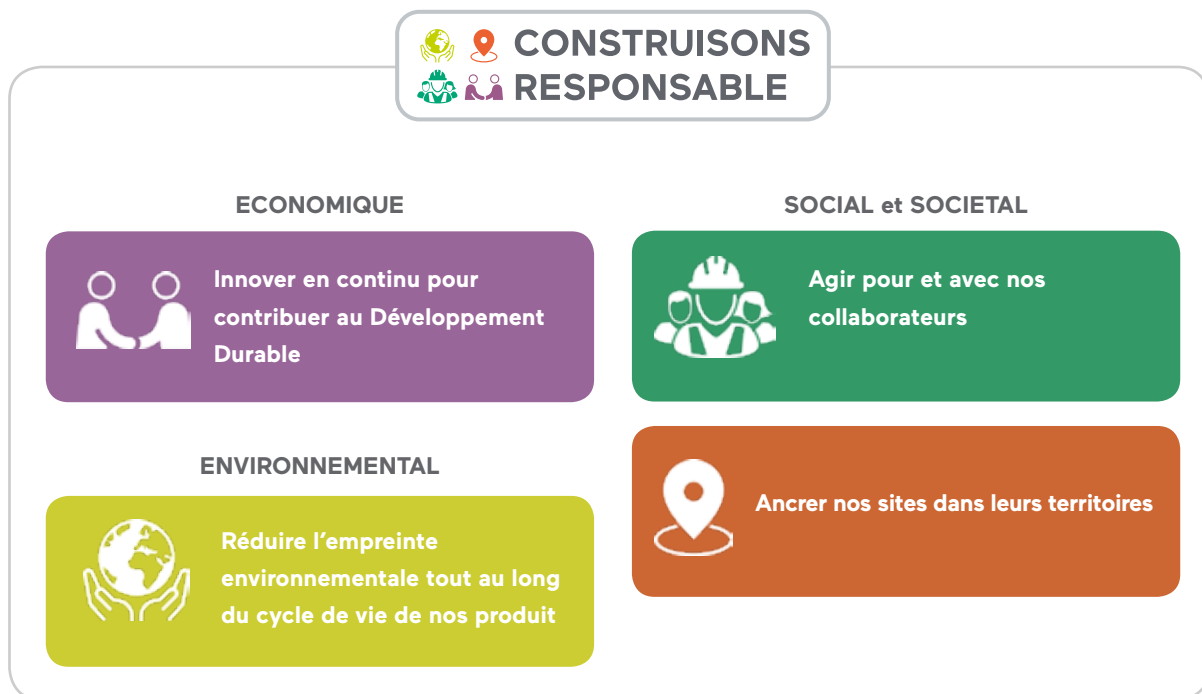 CONSTRUISONS
RESPONSABLE
ECONOMIQUE
Innover en continu pour
contribuer au Développement
Durable
ENVIRONNEMENTAL
Réduire l'empreinte
environnementale tout au long
du cycle de vie de nos produit
SOCIAL et SOCIETAL
Agir pour et avec nos
collaborateurs
Ancrer nos sites dans leurs territoires